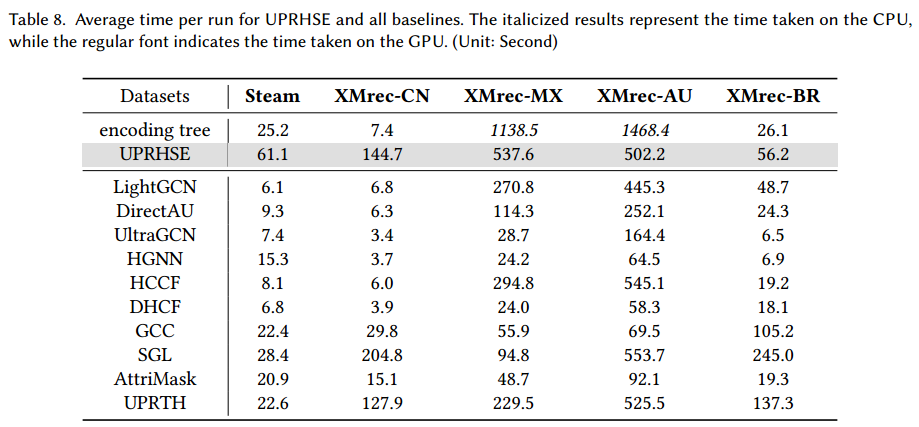 Table 8. Average time per run for UPRHSE and all baselines. The italicized results represent the time taken on the CPU,
while the regular font indicates the time taken on the GPU. (Unit: Second)
Datasets Steam XMrec-CN XMrec-MX XMrec-AU XMrec-BR
encoding tree 25.2 7.4 1138.5 1468.4 26.1
UPRHSE 61.1 144.7 537.6 502.2 56.2
LightGCN 6.1 6.8 270.8 445.3 48.7
DirectAU 9.3 6.3 114.3 252.1 24.3
UltraGCN 7.4 3.4 28.7 164.4 6.5
HGNN 15.3 3.7 24.2 64.5 6.9
HCCF 8.1 6.0 294.8 545.1 19.2
DHCF 6.8 3.9 24.0 58.3 18.1
GCC 22.4 29.8 55.9 69.5 105.2
SGL 28.4 204.8 94.8 553.7 245.0
AttriMask 20.9 15.1 48.7 92.1 19.3
UPRTH 22.6 127.9 229.5 525.5 137.3